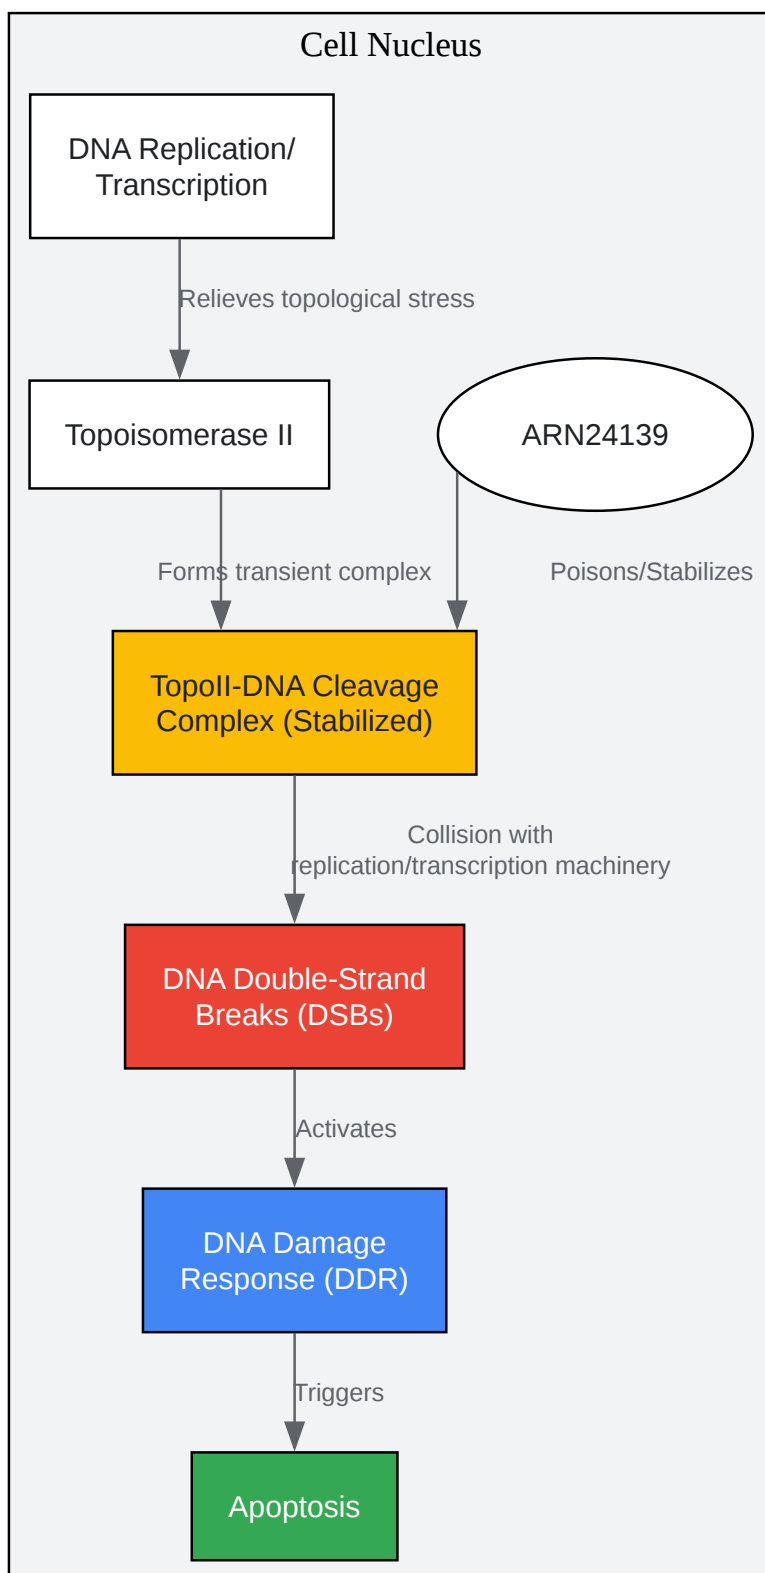 Cell Nucleus
DNA Replication/
Transcription
Relieves topological stress
Topoisomerase II
ARN24139
Forms transient complex
Poisons/Stabilizes
TopoII-DNA Cleavage
Complex (Stabilized)
Collision with
replication/transcription machinery
DNA Double-Strand
Breaks (DSBs)
Activates
DNA Damage
Response (DDR)
Triggers
Apoptosis